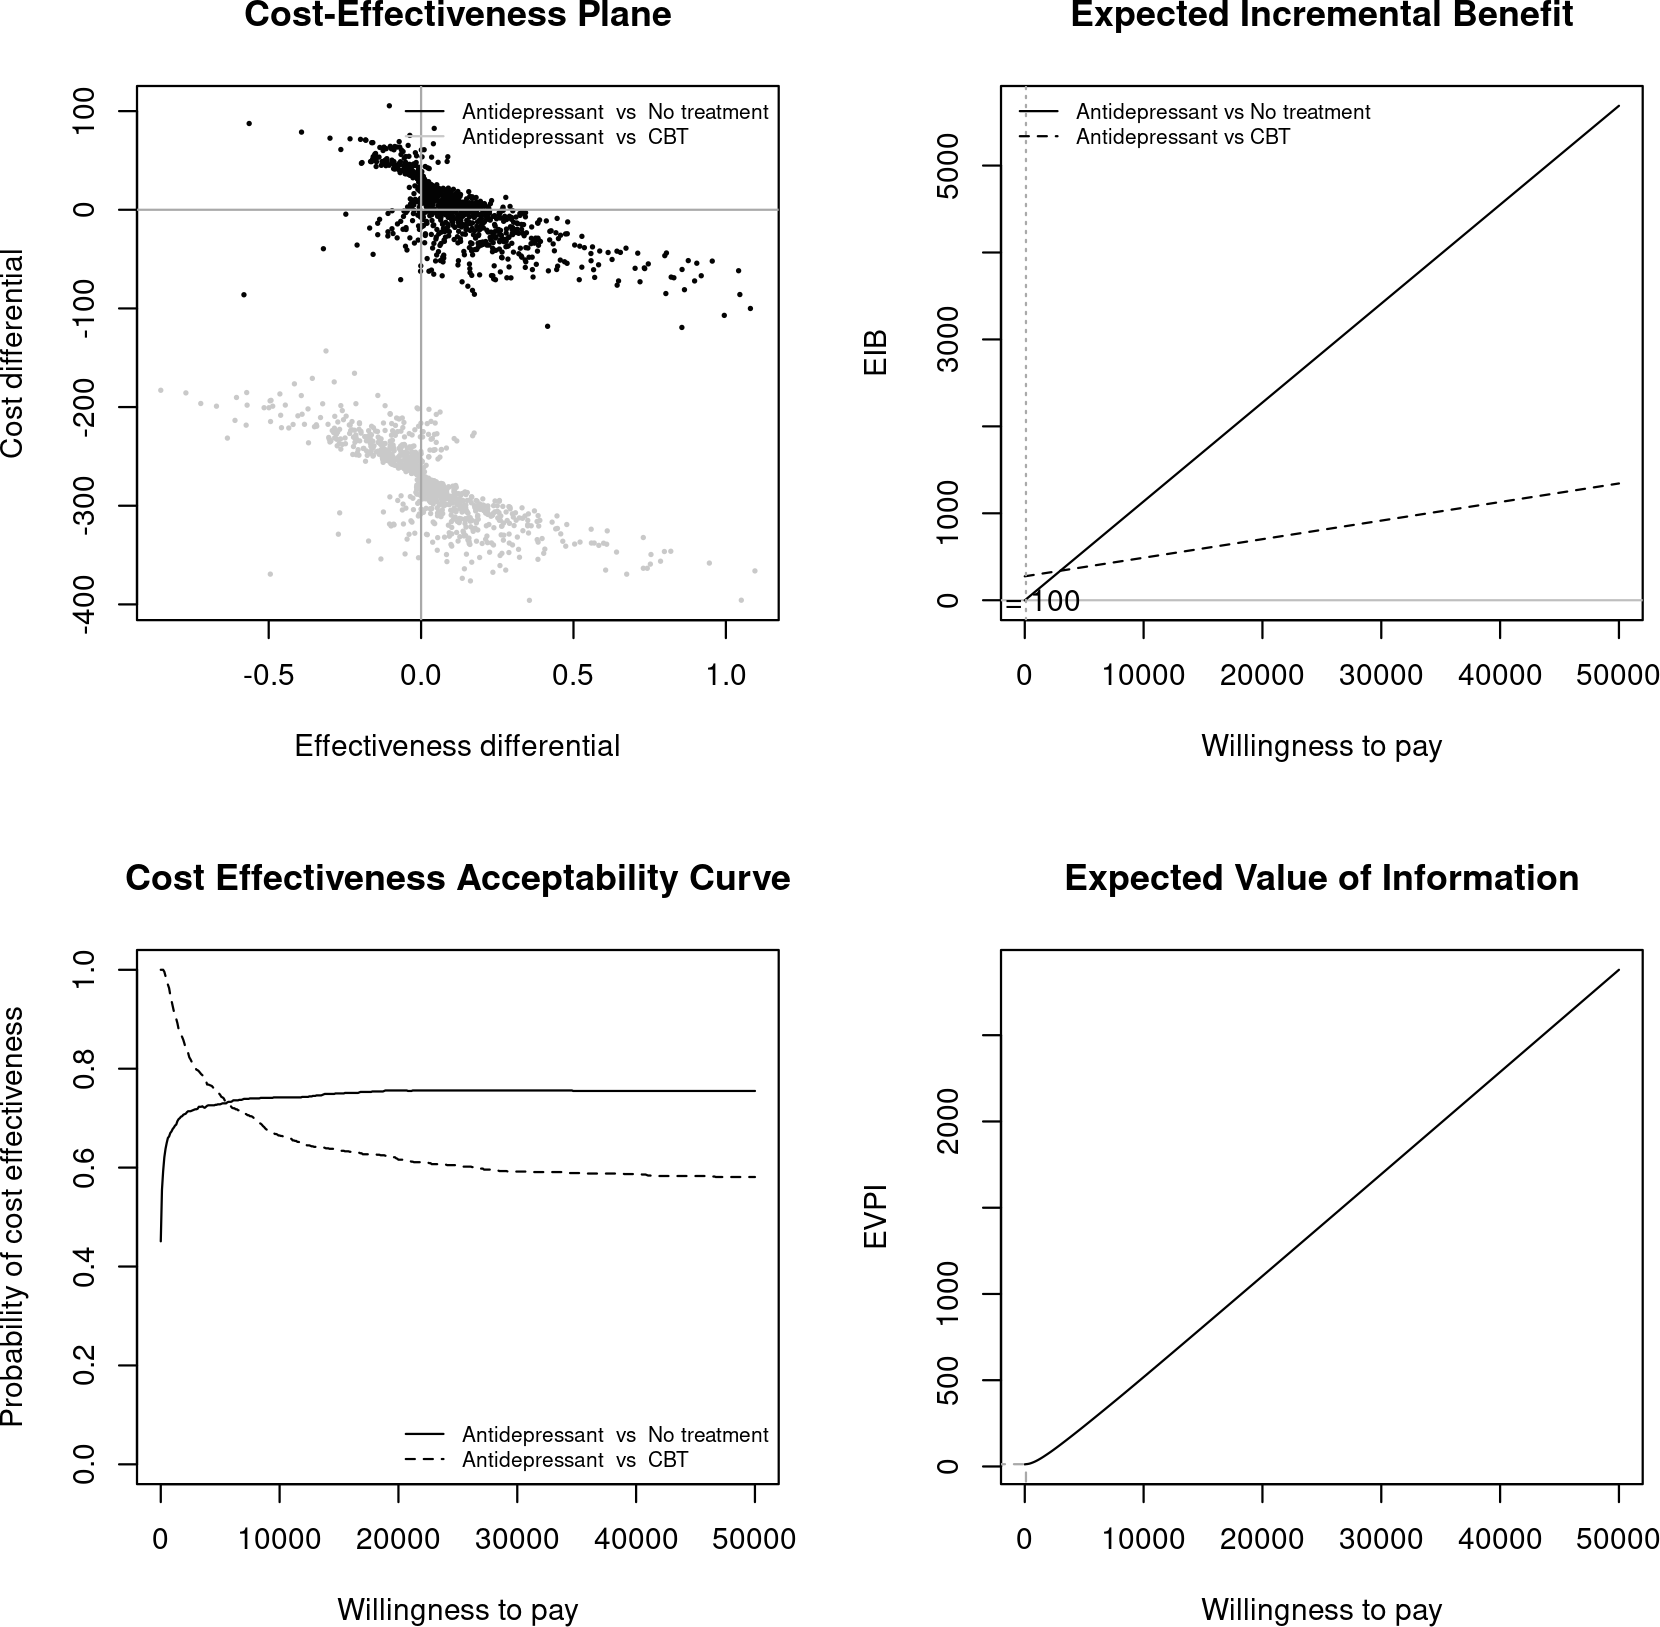 Cost-Effectiveness Plane
Antidepressant vs No treatment
Antidepressant vs CBT
100
0
-100
-200
-300
-400
Cost differential
-0.5 0.0 0.5 1.0
Effectiveness differential
Expected Incremental Benefit
Antidepressant vs No treatment
Antidepressant vs CBT
5000
3000
1000
0
EIB
= 100
0 10000 20000 30000 40000 50000
Willingness to pay
Cost Effectiveness Acceptability Curve
1.0
0.8
0.6
0.4
0.2
0.0
Probability of cost effectiveness
Antidepressant vs No treatment
Antidepressant vs CBT
0 10000 20000 30000 40000 50000
Willingness to pay
Expected Value of Information
2000
1000
500
0
EVPI
0 10000 20000 30000 40000 50000
Willingness to pay